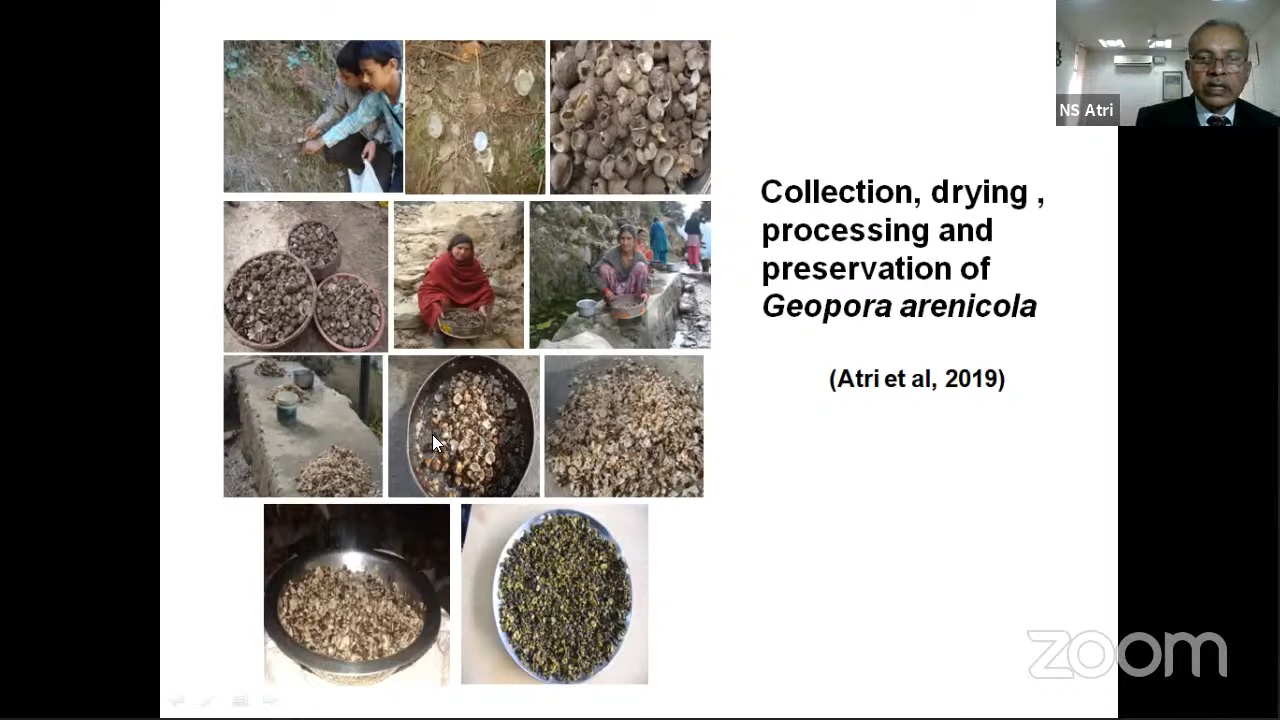 NS Atri
Collection, drying ,
processing and
preservation of
Geopora arenicola
(Atri et al, 2019)
zoom